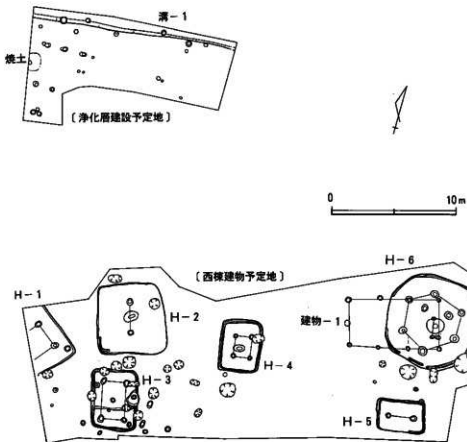 溝-1
焼土
〔浄化層建設予定地〕
0 10m
〔西棟建物予定地〕
H-6
H-1
建物-1
H-2
H-4
H-3
H-5